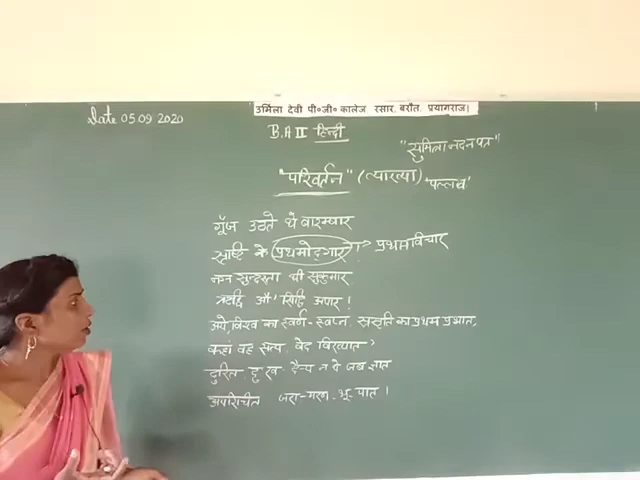 उर्मिला देवी पी०जी० कालेज रसार, बरौत, प्रयागराज।
Date 05.09.2020
B.A II हिन्दी
"सुमित्रा नन्दन पंत"
"परिवर्तन" (व्याख्या) "पल्लव"
गूँज उठते थे बारम्बार
सृष्टि के प्रथमोद्गार। → प्रथम विचार
नग्न सुन्दरता थी सुकुमार
ऋद्धि औ' सिद्धि अपार!
अये, विश्व का स्वर्ण-स्वप्न, संसृति का प्रथम प्रभात,
कहां वह सत्य, वेद विख्यात?
दुरित, दुःख दैन्य न थे जब ज्ञात
अपरिचित जरा-मरण-भ्रू पात।